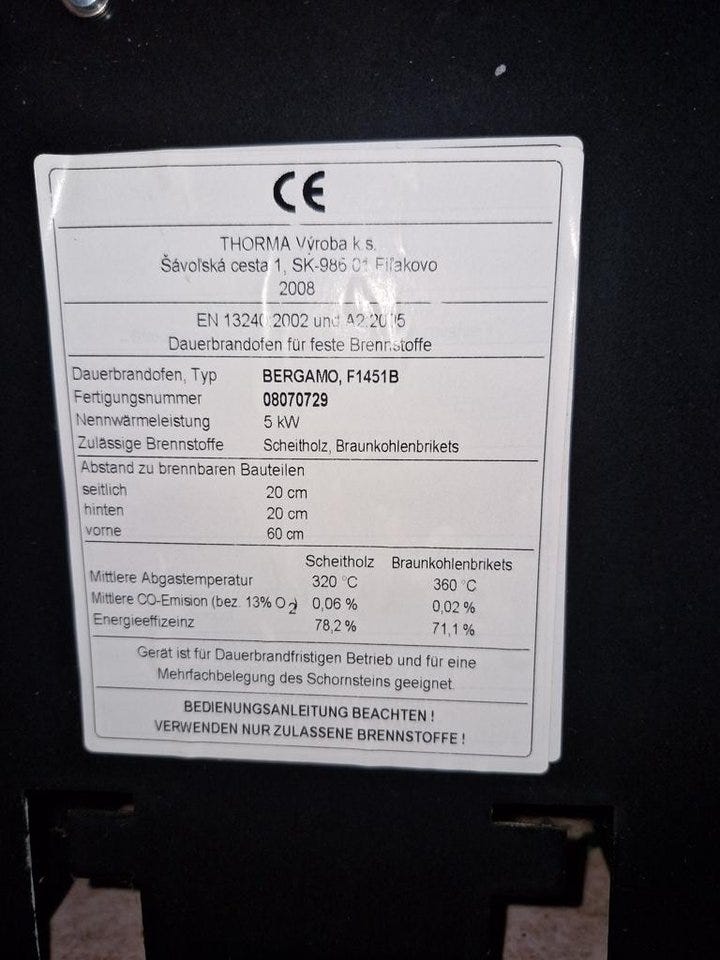 CE
THORMA Výroba k.s.
Šávoľská cesta 1, SK-986 01 Fiľakovo
2008
EN 13240:2002 und A2:2005
Dauerbrandofen für feste Brennstoffe
Dauerbrandofen, Typ BERGAMO, F1451B
Fertigungsnummer 08070729
Nennwärmeleistung 5 kW
Zulässige Brennstoffe Scheitholz, Braunkohlenbrikets
Abstand zu brennbaren Bauteilen
seitlich 20 cm
hinten 20 cm
vorne 60 cm
Scheitholz Braunkohlenbrikets
Mittlere Abgastemperatur 320 °C 360 °C
Mittlere CO-Emision (bez. 13% O2) 0,06 % 0,02 %
Energieeffizeinz 78,2 % 71,1 %
Gerät ist für Dauerbrandfristigen Betrieb und für eine
Mehrfachbelegung des Schornsteins geeignet.
BEDIENUNGSANLEITUNG BEACHTEN !
VERWENDEN NUR ZULASSENE BRENNSTOFFE !